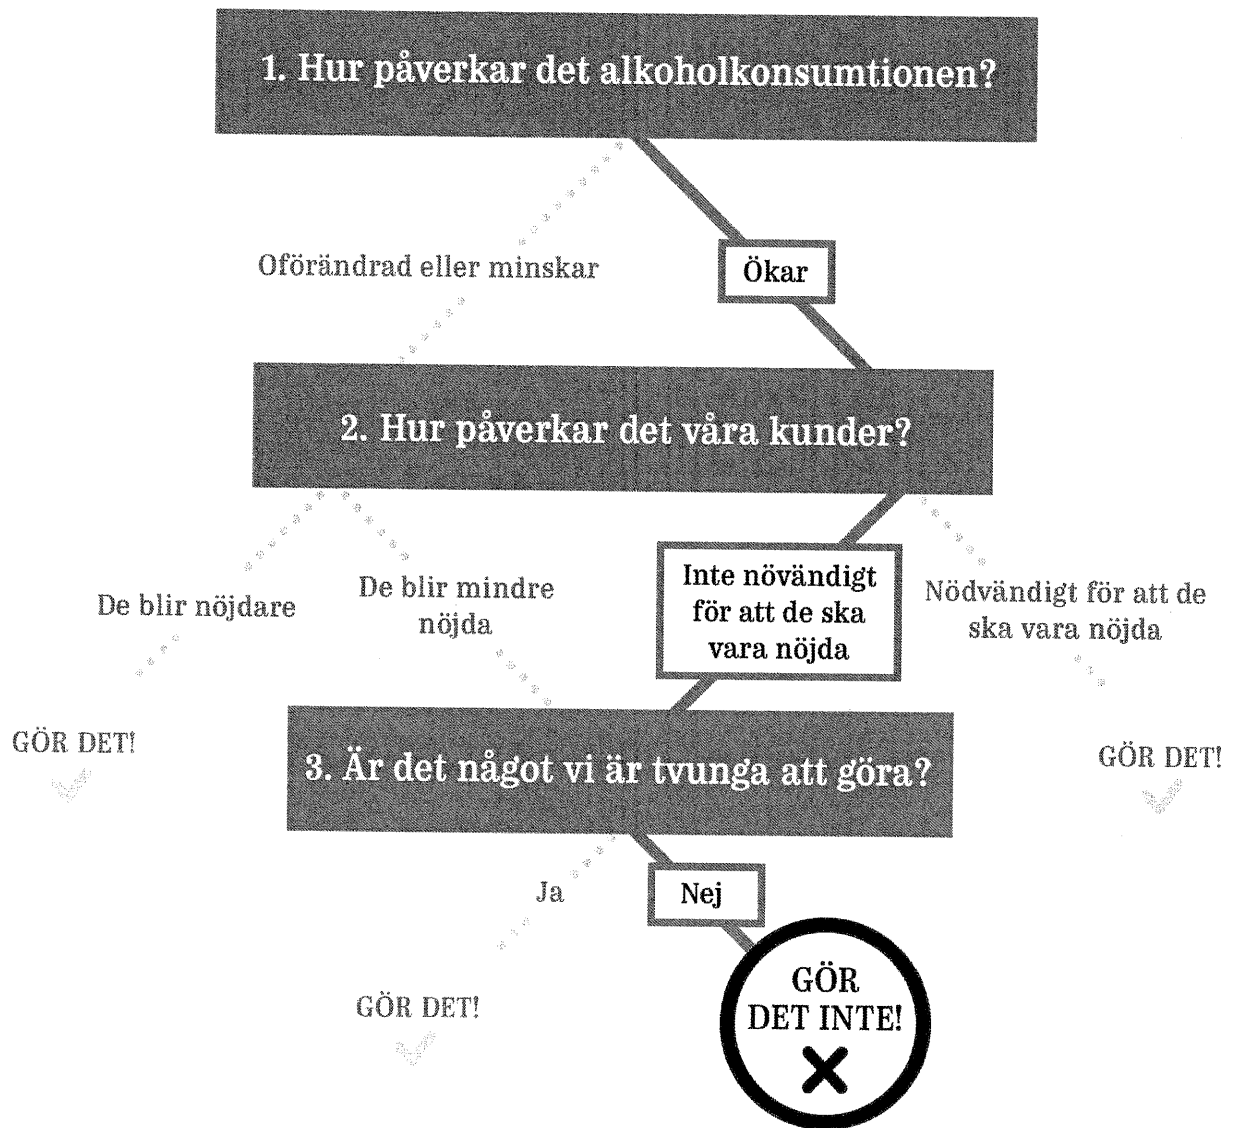 1. Hur påverkar det alkoholkonsumtionen?
Oförändrad eller minskar
Ökar
2. Hur påverkar det våra kunder?
De blir nöjdare
De blir mindre
nöjda
Inte növändigt
för att de ska
vara nöjda
Nödvändigt för att de
ska vara nöjda
GÖR DET!
3. Är det något vi är tvunga att göra?
GÖR DET!
Ja
Nej
GÖR DET!
GÖR
DET INTE!